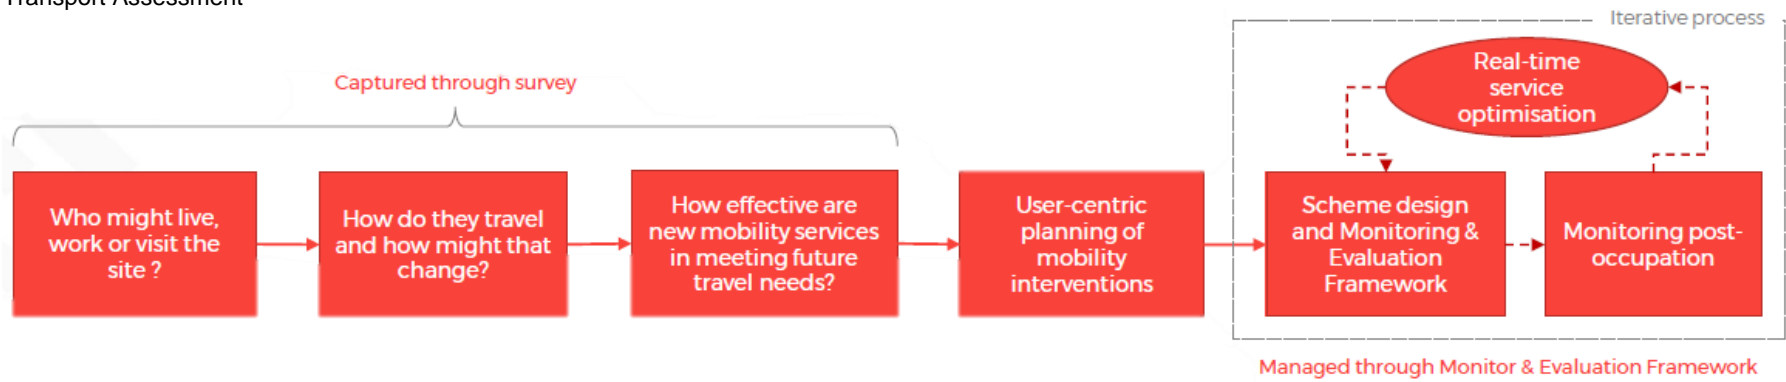 Transport Assessment
Iterative process
Captured through survey
Real-time
service
optimisation
Who might live,
work or visit the
site ?
How do they travel
and how might that
change?
How effective are
new mobility services
in meeting future
travel needs?
User-centric
planning of
mobility
interventions
Scheme design
and Monitoring &
Evaluation
Framework
Monitoring post-
occupation
Managed through Monitor & Evaluation Framework